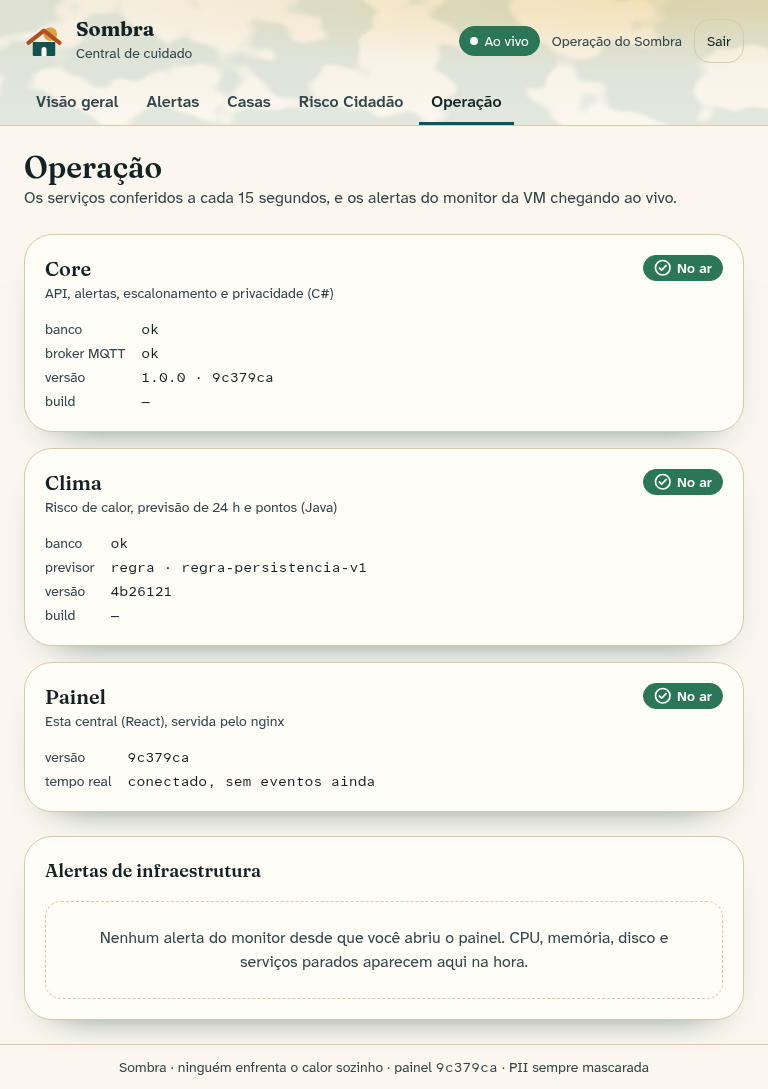 Sombra
Central de cuidado
Ao vivo
Operação do Sombra
Sair
Visão geral
Alertas
Casas
Risco Cidadão
Operação
Operação
Os serviços conferidos a cada 15 segundos, e os alertas do monitor da VM chegando ao vivo.
Core
No ar
API, alertas, escalonamento e privacidade (C#)
banco ok
broker MQTT ok
versão 1.0.0 · 9c379ca
build —
Clima
No ar
Risco de calor, previsão de 24 h e pontos (Java)
banco ok
previsor regra · regra-persistencia-v1
versão 4b26121
build —
Painel
No ar
Esta central (React), servida pelo nginx
versão 9c379ca
tempo real conectado, sem eventos ainda
Alertas de infraestrutura
Nenhum alerta do monitor desde que você abriu o painel. CPU, memória, disco e
serviços parados aparecem aqui na hora.
Sombra · ninguém enfrenta o calor sozinho · painel 9c379ca · PII sempre mascarada